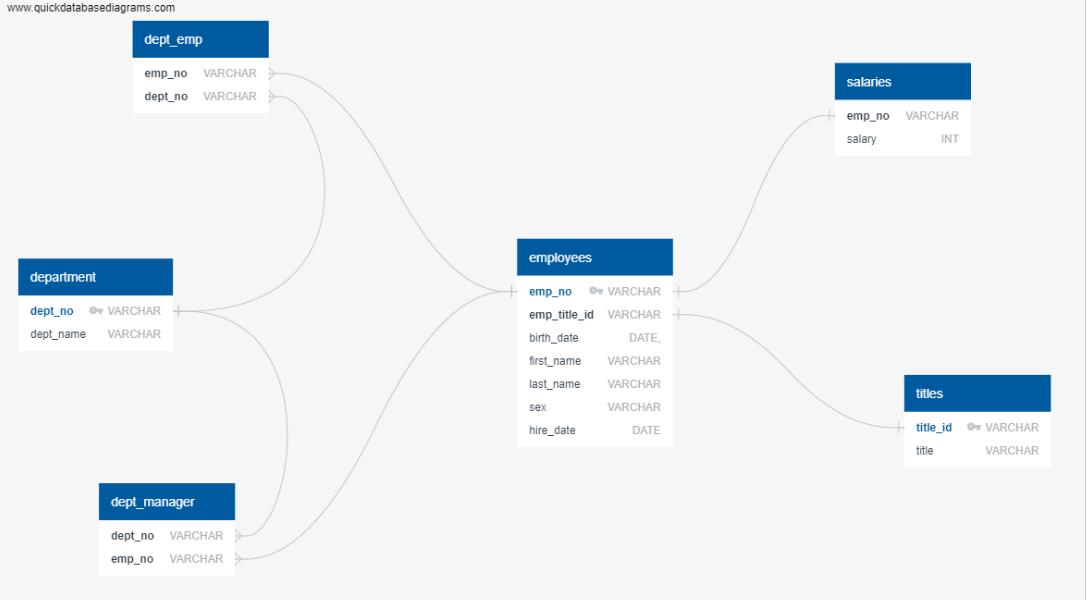 www.quickdatabasediagrams.com
dept_emp
emp_no VARCHAR
dept_no VARCHAR
salaries
emp_no VARCHAR
salary INT
department
dept_no VARCHAR
dept_name VARCHAR
employees
emp_no VARCHAR
emp_title_id VARCHAR
birth_date DATE,
first_name VARCHAR
last_name VARCHAR
sex VARCHAR
hire_date DATE
titles
title_id VARCHAR
title VARCHAR
dept_manager
dept_no VARCHAR
emp_no VARCHAR